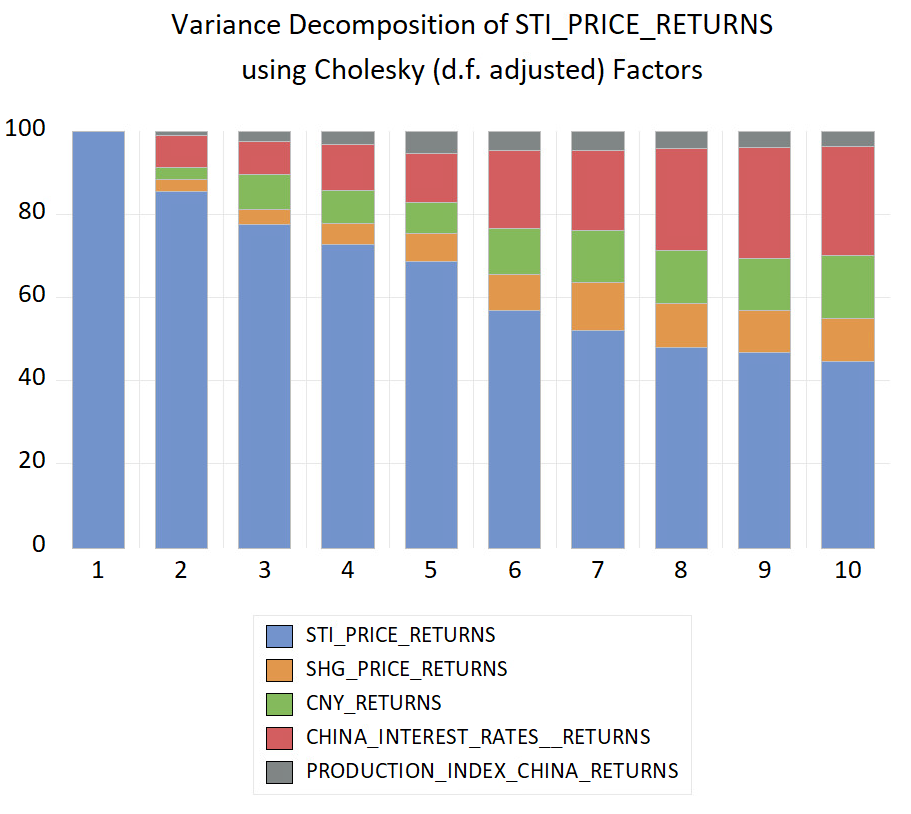 Variance Decomposition of STI_PRICE_RETURNS
using Cholesky (d.f. adjusted) Factors
100
80
60
40
20
0
1 2 3 4 5 6 7 8 9 10
STI_PRICE_RETURNS
SHG_PRICE_RETURNS
CNY_RETURNS
CHINA_INTEREST_RATES__RETURNS
PRODUCTION_INDEX_CHINA_RETURNS